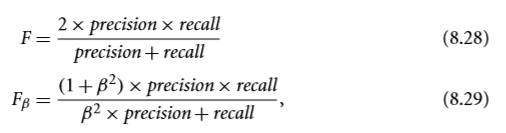 F = 2 × precision × recall / precision + recall (8.28)
Fβ = (1 + β²) × precision × recall / β² × precision + recall , (8.29)